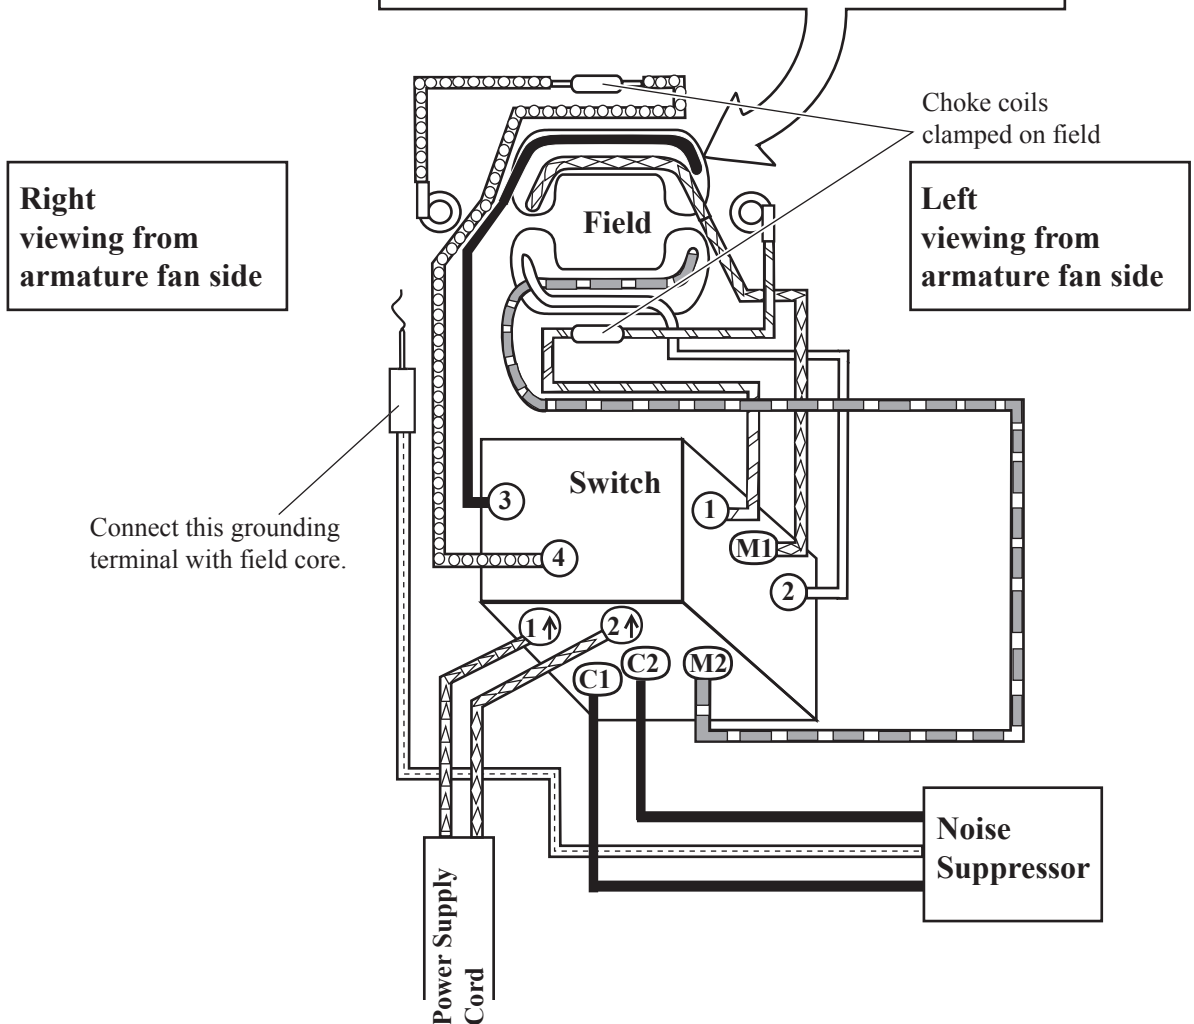 Choke coils
clamped on field
Right
viewing from
armature fan side
Left
viewing from
armature fan side
Field
Connect this grounding
terminal with field core.
Switch
3
4
1
M1
2
1↑
2↑
C1
C2
M2
Noise
Suppressor
Power Supply
Cord